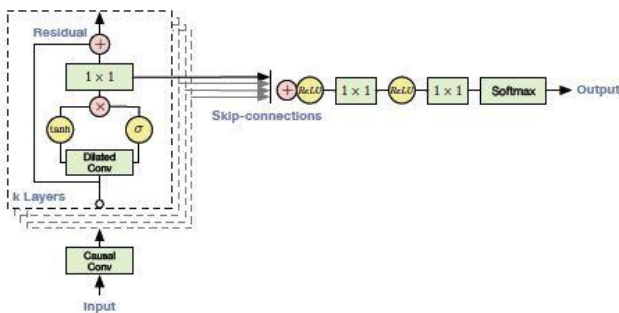 Residual
+
1 × 1
×
tanh
σ
Dilated
Conv
k Layers
Causal
Conv
Input
Skip-connections
+
ReLU
1 × 1
ReLU
1 × 1
Softmax
Output